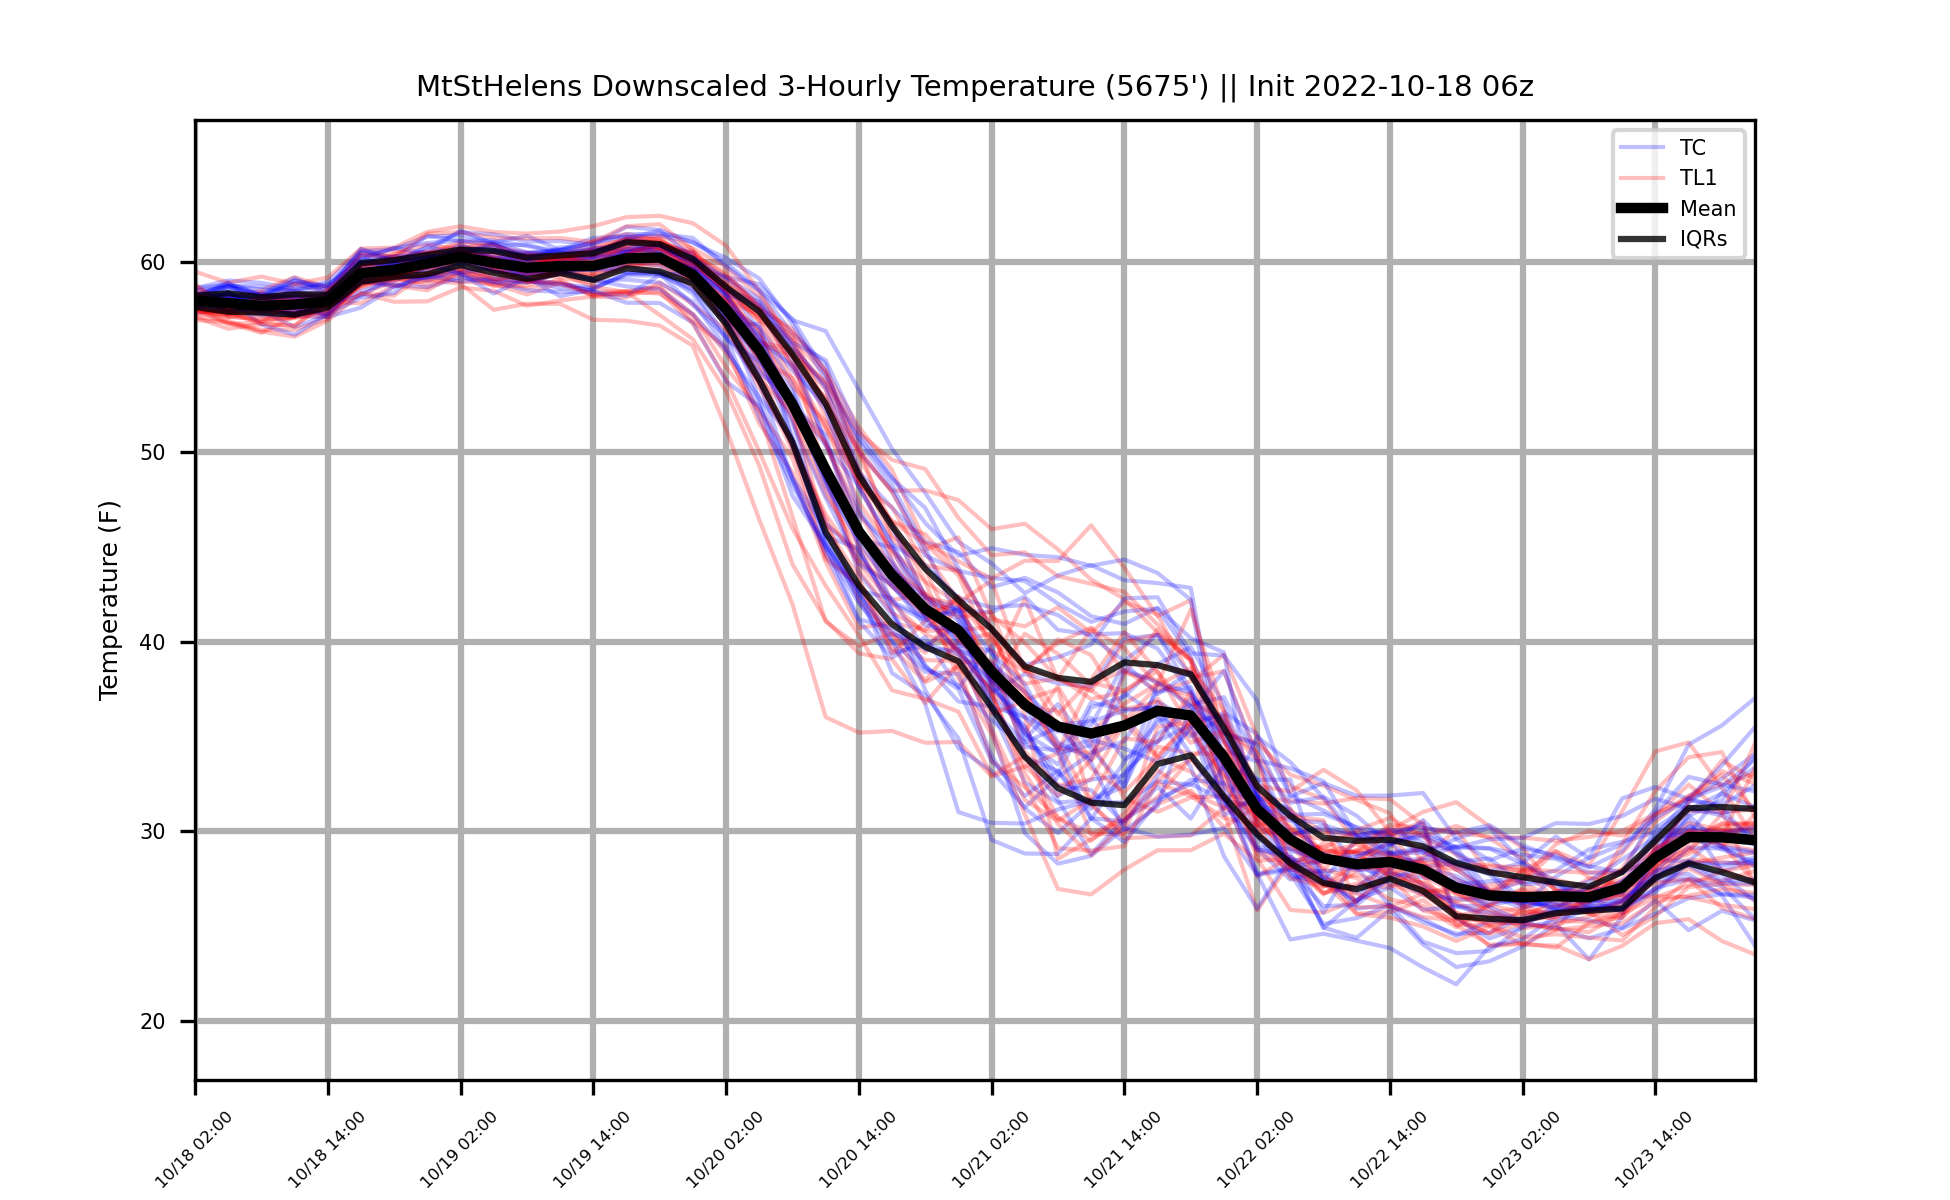 MtStHelens Downscaled 3-Hourly Temperature (5675') || Init 2022-10-18 06z
TC
TL1
Mean
IQRs
Temperature (F)
60
50
40
30
20
10/18 02:00
10/18 14:00
10/19 02:00
10/19 14:00
10/20 02:00
10/20 14:00
10/21 02:00
10/21 14:00
10/22 02:00
10/22 14:00
10/23 02:00
10/23 14:00